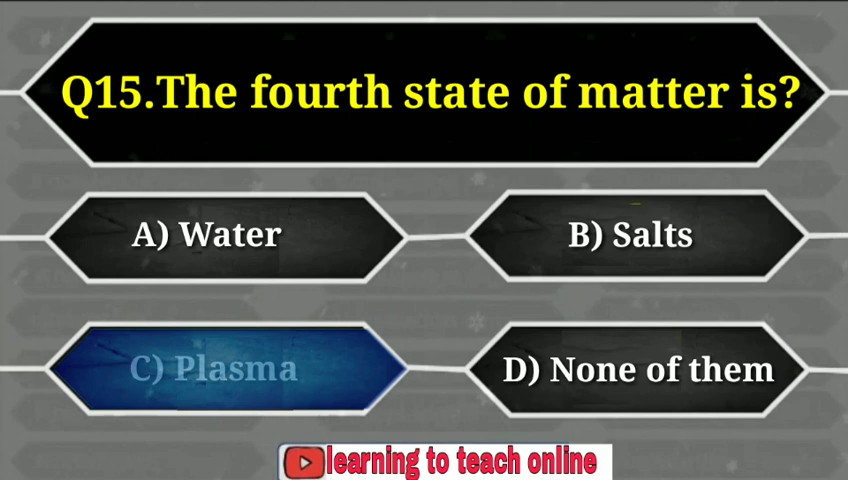 Q15.The fourth state of matter is?
A) Water
B) Salts
C) Plasma
D) None of them
learning to teach online